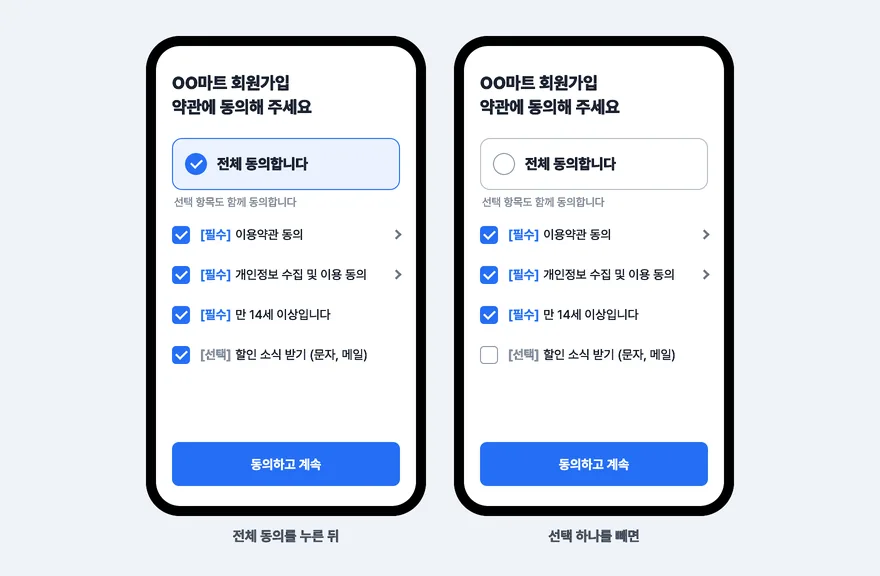 OO마트 회원가입
약관에 동의해 주세요
전체 동의합니다
선택 항목도 함께 동의합니다
[필수] 이용약관 동의
[필수] 개인정보 수집 및 이용 동의
[필수] 만 14세 이상입니다
[선택] 할인 소식 받기 (문자, 메일)
동의하고 계속
전체 동의를 누른 뒤
OO마트 회원가입
약관에 동의해 주세요
전체 동의합니다
선택 항목도 함께 동의합니다
[필수] 이용약관 동의
[필수] 개인정보 수집 및 이용 동의
[필수] 만 14세 이상입니다
[선택] 할인 소식 받기 (문자, 메일)
동의하고 계속
선택 하나를 빼면